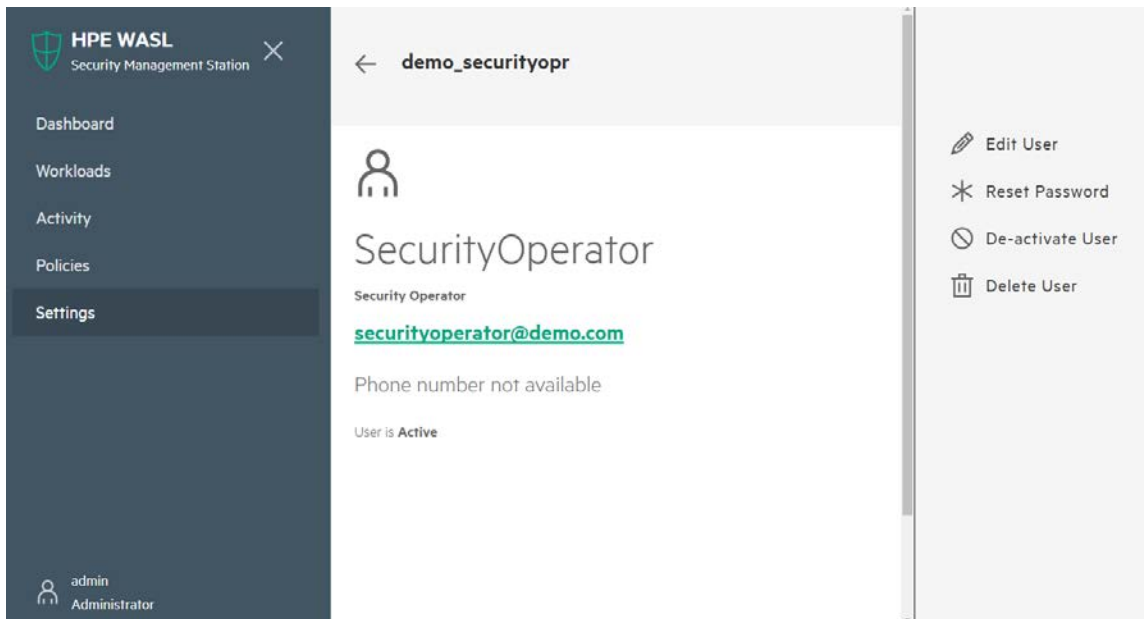 HPE WASL
Security Management Station
Dashboard
Workloads
Activity
Policies
Settings
admin
Administrator
demo_securityopr
SecurityOperator
Security Operator
securityoperator@demo.com
Phone number not available
User is Active
Edit User
Reset Password
De-activate User
Delete User